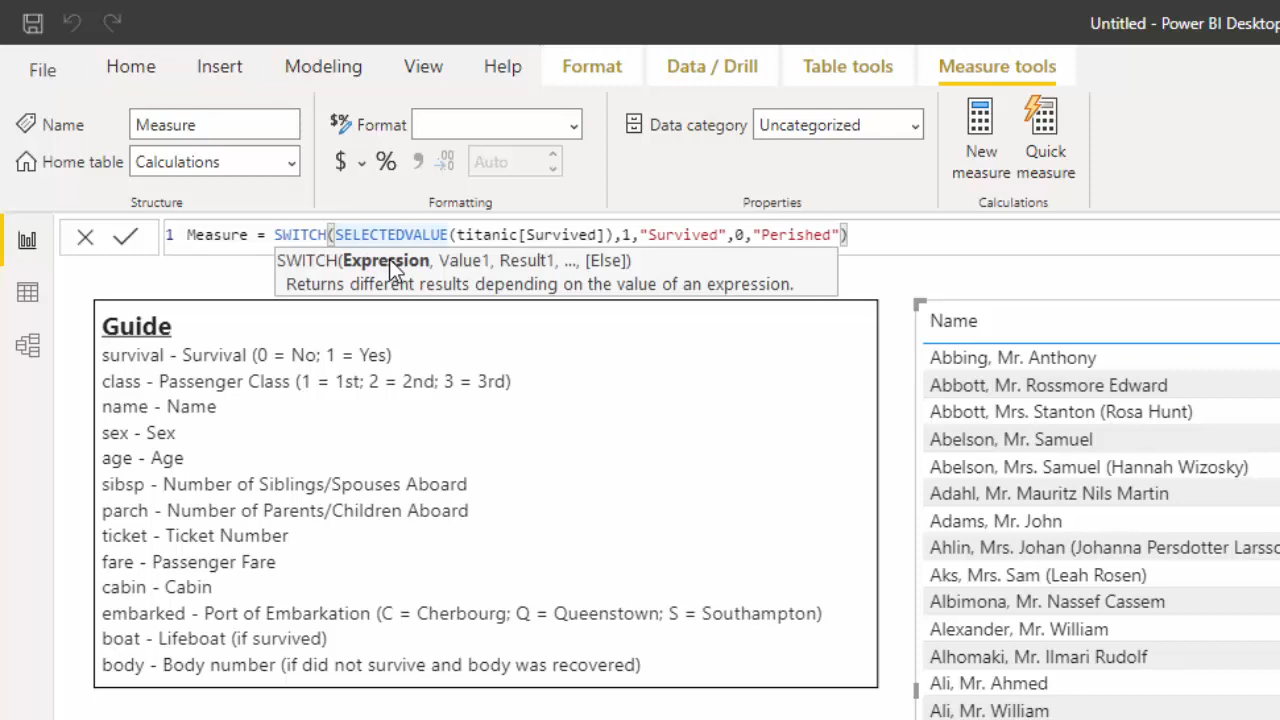 Untitled - Power BI Desktop
File Home Insert Modeling View Help Format Data / Drill Table tools Measure tools
Name Measure Format Data category Uncategorized
Home table Calculations $ % Auto New measure Quick measure
Structure Formatting Properties Calculations
1 Measure = SWITCH(SELECTEDVALUE(titanic[Survived]),1,"Survived",0,"Perished")
SWITCH(Expression, Value1, Result1, ..., [Else])
Returns different results depending on the value of an expression.
Guide
survival - Survival (0 = No; 1 = Yes)
class - Passenger Class (1 = 1st; 2 = 2nd; 3 = 3rd)
name - Name
sex - Sex
age - Age
sibsp - Number of Siblings/Spouses Aboard
parch - Number of Parents/Children Aboard
ticket - Ticket Number
fare - Passenger Fare
cabin - Cabin
embarked - Port of Embarkation (C = Cherbourg; Q = Queenstown; S = Southampton)
boat - Lifeboat (if survived)
body - Body number (if did not survive and body was recovered)
Name
Abbing, Mr. Anthony
Abbott, Mr. Rossmore Edward
Abbott, Mrs. Stanton (Rosa Hunt)
Abelson, Mr. Samuel
Abelson, Mrs. Samuel (Hannah Wizosky)
Adahl, Mr. Mauritz Nils Martin
Adams, Mr. John
Ahlin, Mrs. Johan (Johanna Persdotter Larsso
Aks, Mrs. Sam (Leah Rosen)
Albimona, Mr. Nassef Cassem
Alexander, Mr. William
Alhomaki, Mr. Ilmari Rudolf
Ali, Mr. Ahmed
Ali, Mr. William